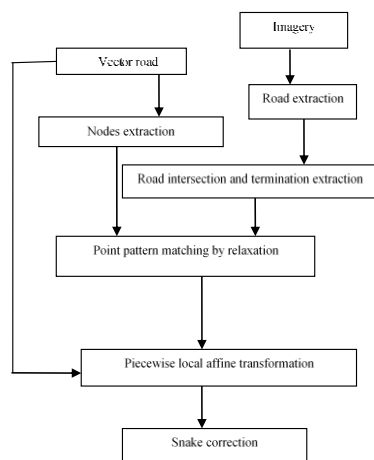 Imagery
Vector road
Road extraction
Nodes extraction
Road intersection and termination extraction
Point pattern matching by relaxation
Piecewise local affine transformation
Snake correction